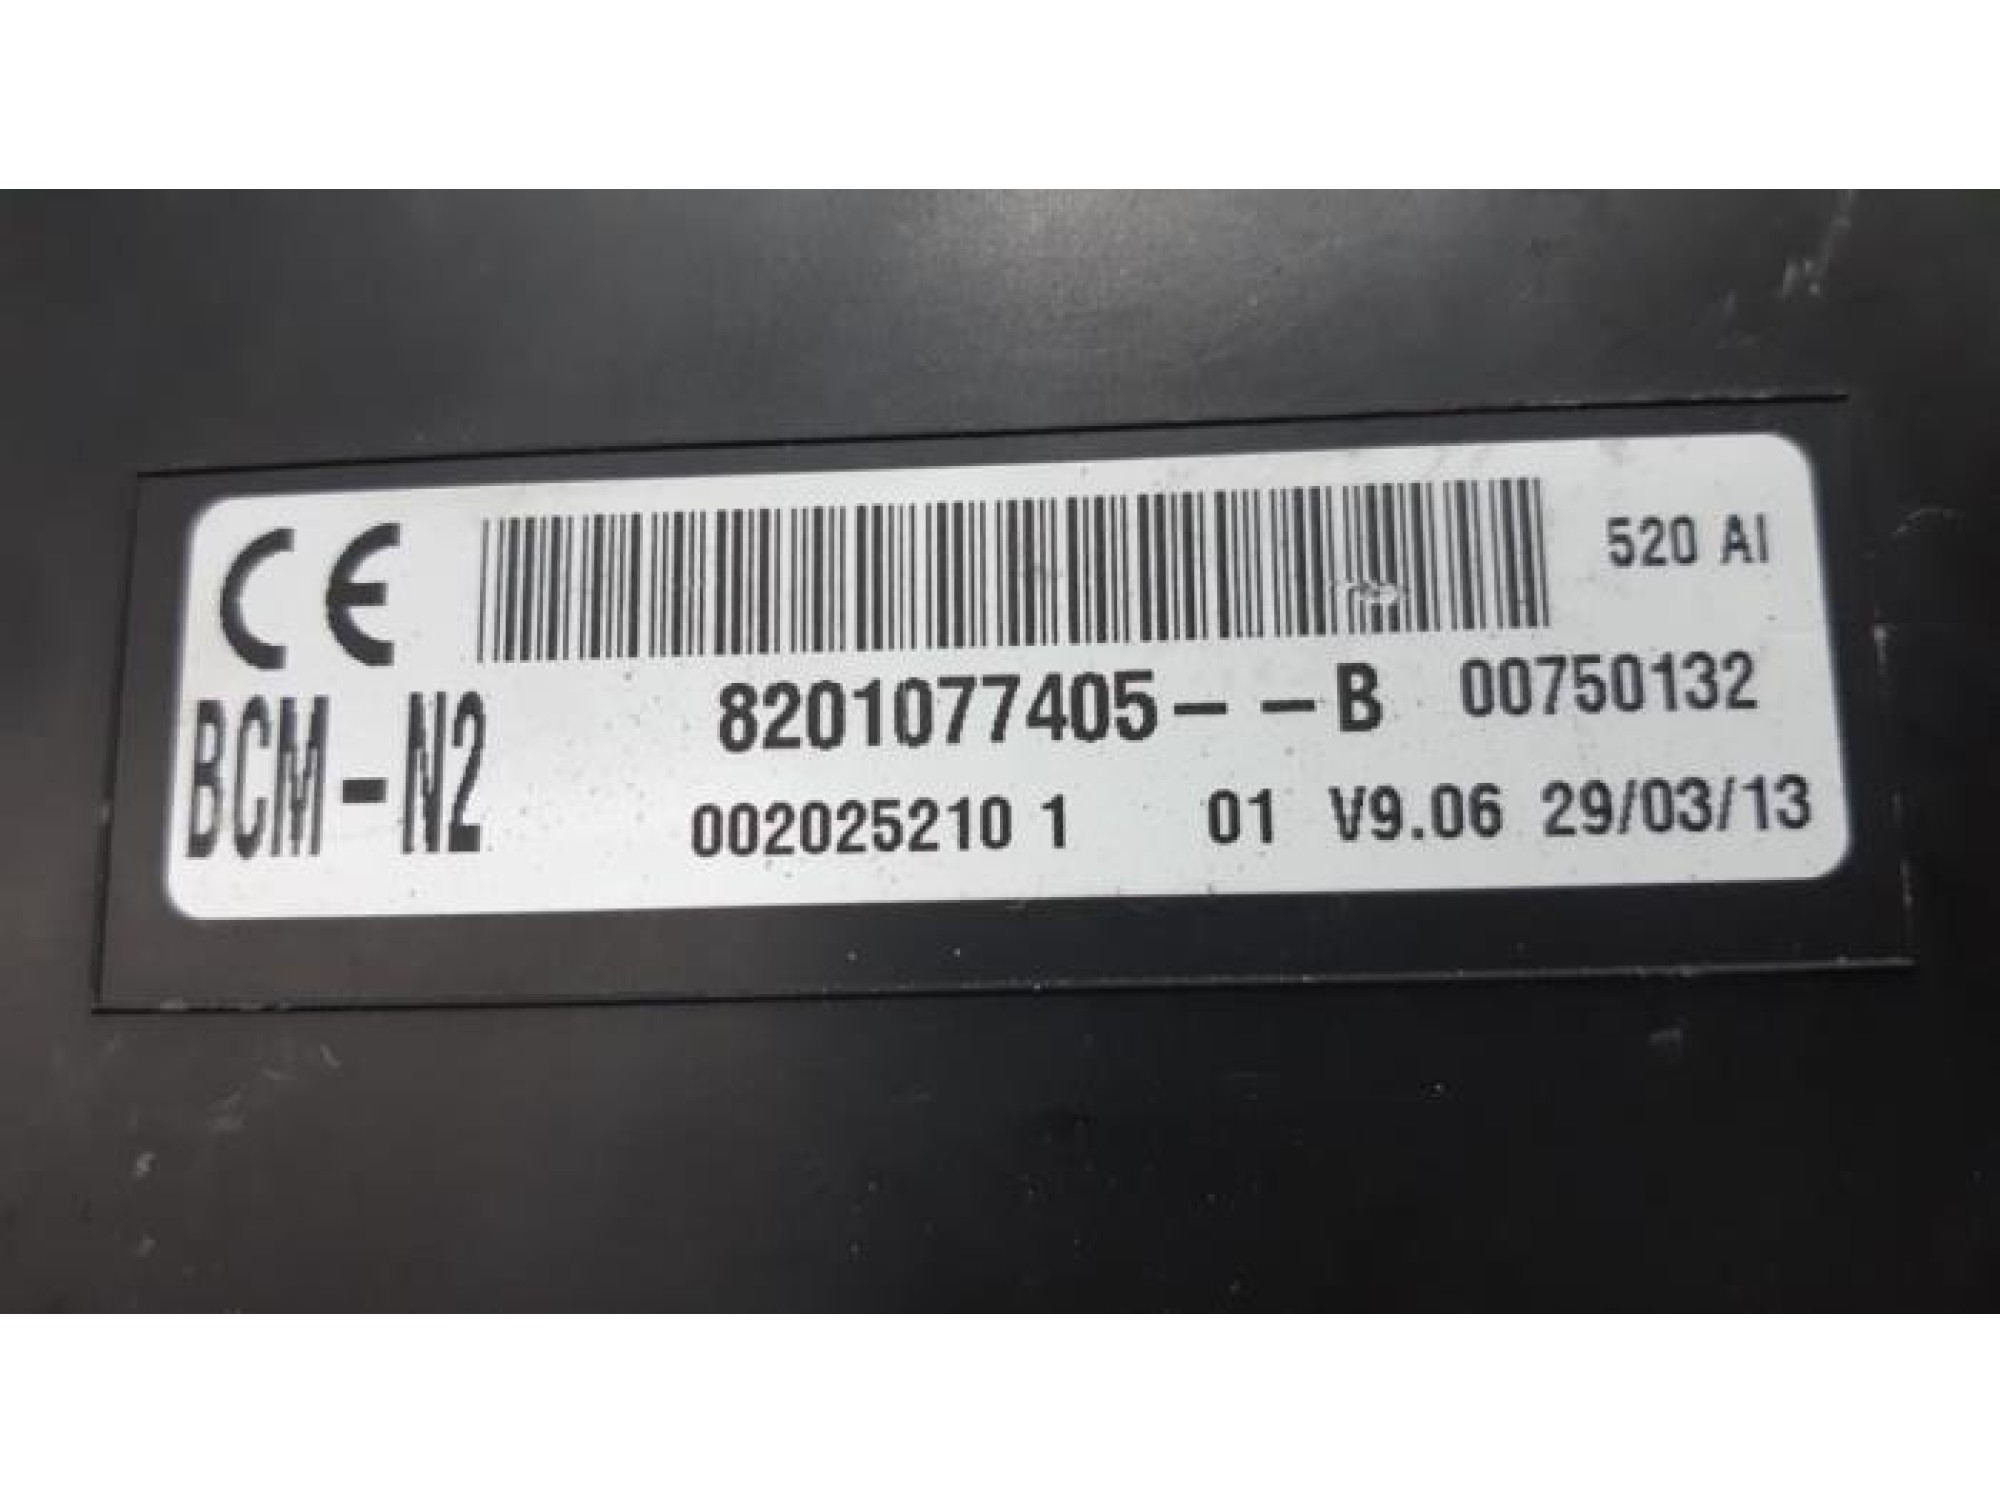 CE 520 AI
BCM-N2 8201077405--B 00750132
002025210 1 01 V9.06 29/03/13